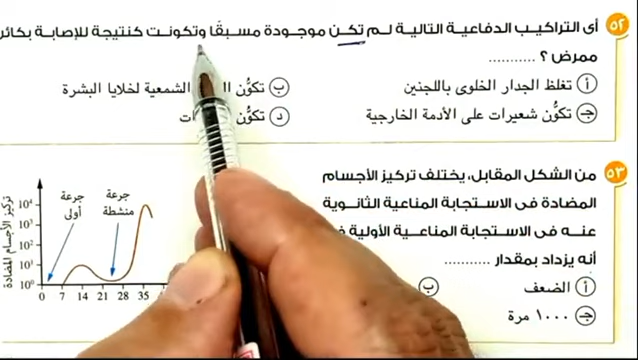 ٥٢ أى التراكيب الدفاعية التالية لم تكن موجودة مسبقًا وتكونت كنتيجة للإصابة بكائن
ممرض ؟ ...........
أ تغلظ الجدار الخلوى باللجنين
ب تكوُّن الشمعية لخلايا البشرة
جـ تكوُّن شعيرات على الأدمة الخارجية
د تكوُّن
٥٣ من الشكل المقابل، يختلف تركيز الأجسام
المضادة فى الاستجابة المناعية الثانوية
عنه فى الاستجابة المناعية الأولية
أنه يزداد بمقدار ...........
أ الضعف
ب
جـ ١٠٠٠ مرة
تركيز الأجسام المضادة
جرعة أولى
جرعة منشطة
10⁴
10³
10²
10¹
10⁰
0 7 14 21 28 35